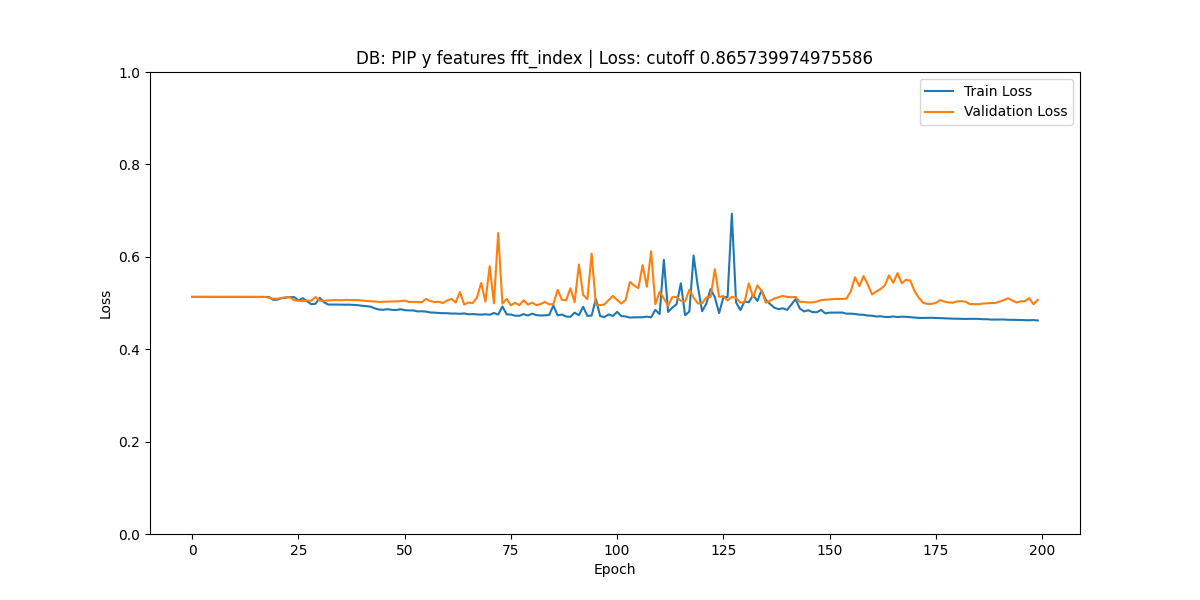 DB: PIP y features fft_index | Loss: cutoff 0.865739974975586
Train Loss
Validation Loss
1.0
0.8
0.6
0.4
0.2
0.0
Loss
0 25 50 75 100 125 150 175 200
Epoch